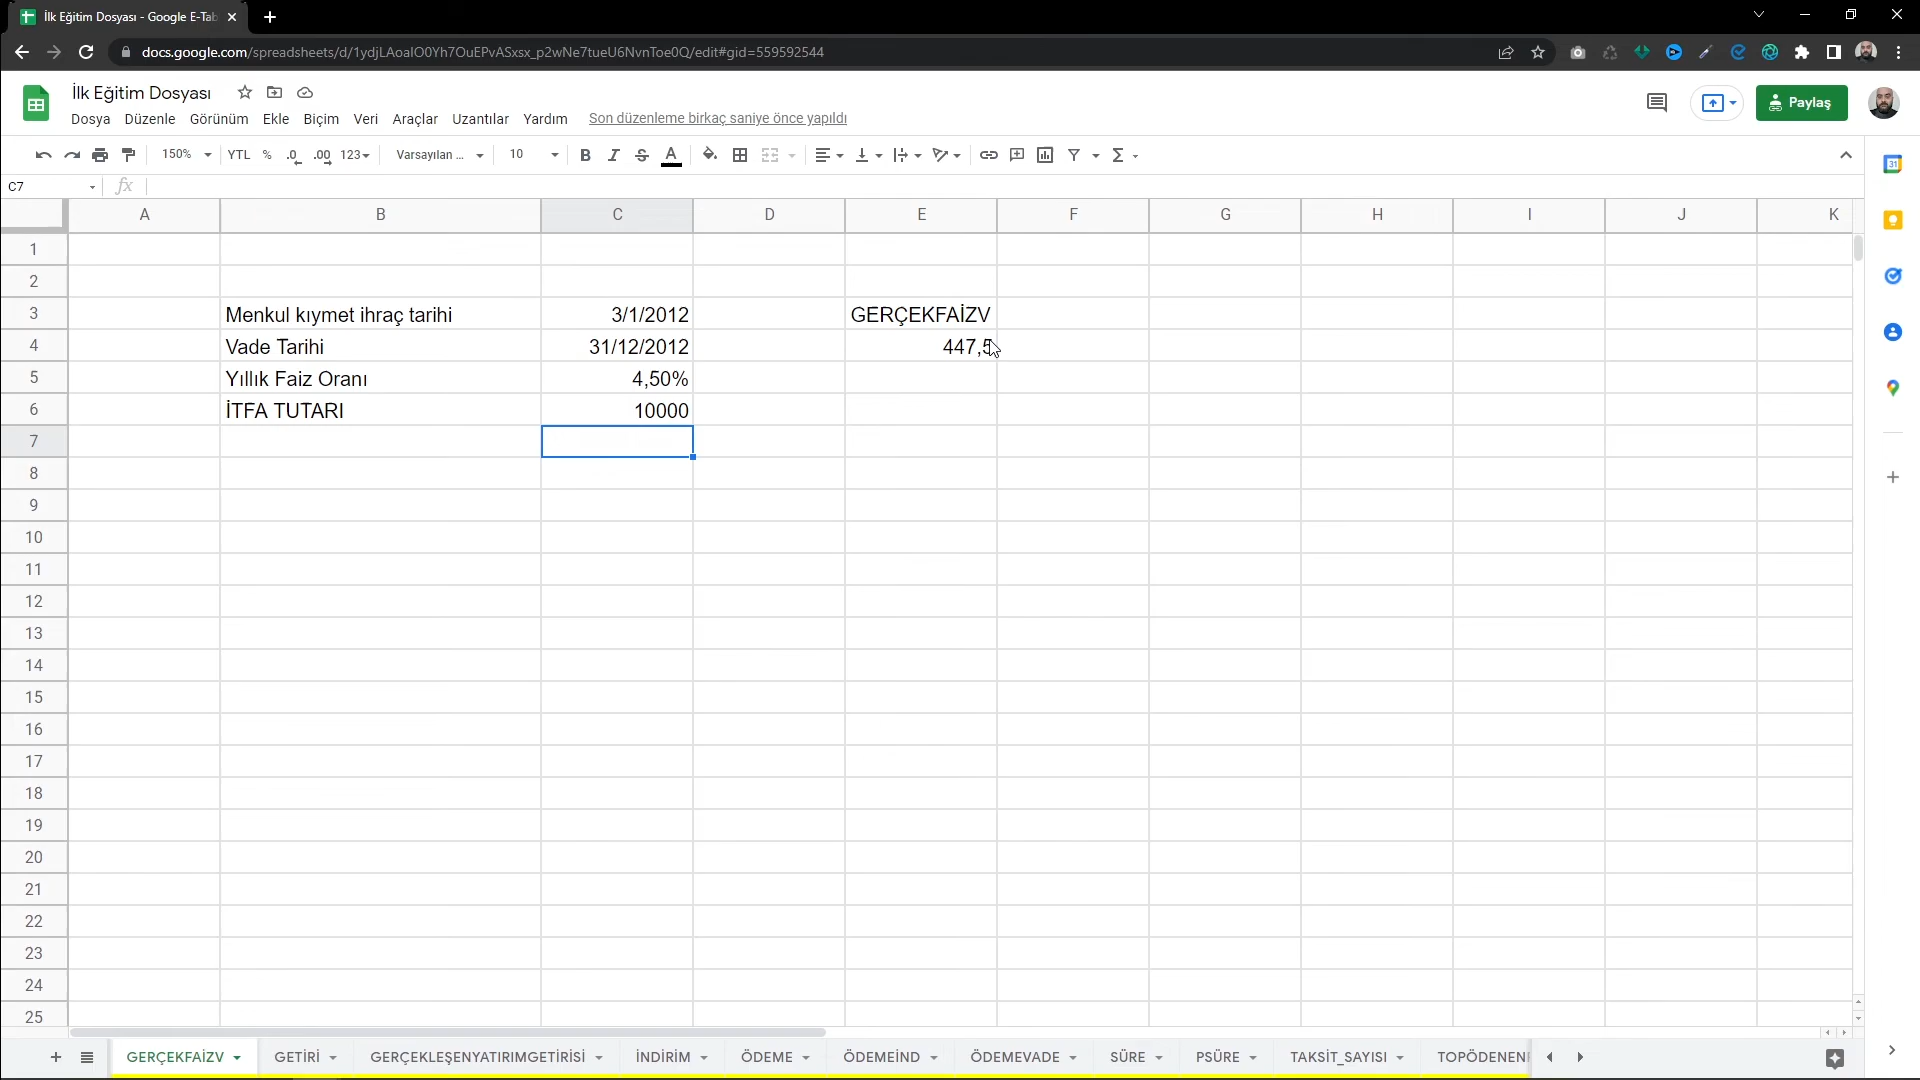 İlk Eğitim Dosyası - Google E-Tab
docs.google.com/spreadsheets/d/1ydjLAoalO0Yh7OuEPvASxsx_p2wNe7tueU6NvnToe0Q/edit#gid=559592544
İlk Eğitim Dosyası
Dosya Düzenle Görünüm Ekle Biçim Veri Araçlar Uzantılar Yardım Son düzenleme birkaç saniye önce yapıldı
Paylaş
150% YTL % .0 .00 123 Varsayılan ... 10 B I S A Σ
31
C7 fx
A B C D E F G H I J K
1
2
3 Menkul kıymet ihraç tarihi 3/1/2012 GERÇEKFAİZV
4 Vade Tarihi 31/12/2012 447,5
5 Yıllık Faiz Oranı 4,50%
6 İTFA TUTARI 10000
7
8
9
10
11
12
13
14
15
16
17
18
19
20
21
22
23
24
25
GERÇEKFAİZV GETİRİ GERÇEKLEŞENYATIRIMGETİRİSİ İNDİRİM ÖDEME ÖDEMEİND ÖDEMEVADE SÜRE PSÜRE TAKSİT_SAYISI TOPÖDENEN